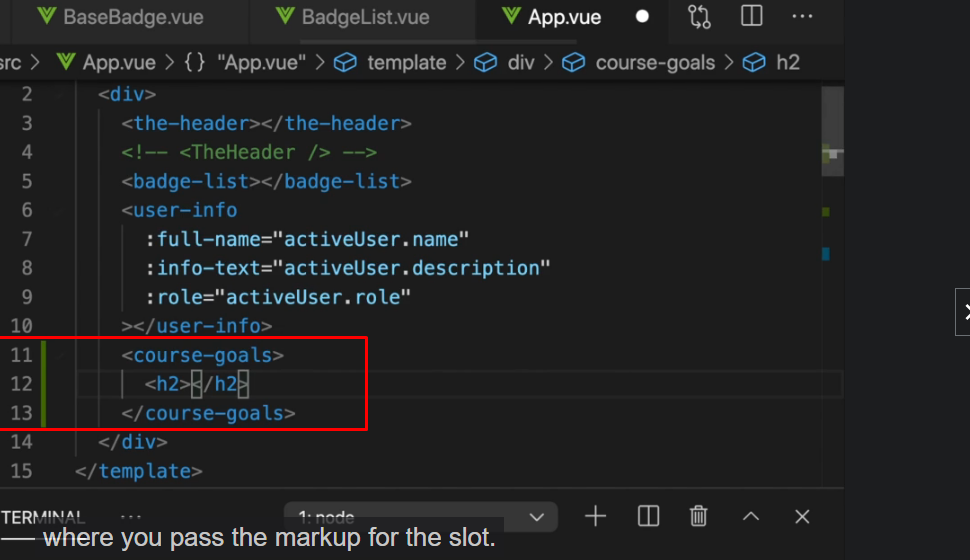 BaseBadge.vue BadgeList.vue App.vue
src > App.vue > {} "App.vue" > template > div > course-goals > h2
2 <div>
3 <the-header></the-header>
4 <!-- <TheHeader /> -->
5 <badge-list></badge-list>
6 <user-info
7 :full-name="activeUser.name"
8 :info-text="activeUser.description"
9 :role="activeUser.role"
10 ></user-info>
11 <course-goals>
12 <h2></h2>
13 </course-goals>
14 </div>
15 </template>
TERMINAL ... 1: node
— where you pass the markup for the slot.